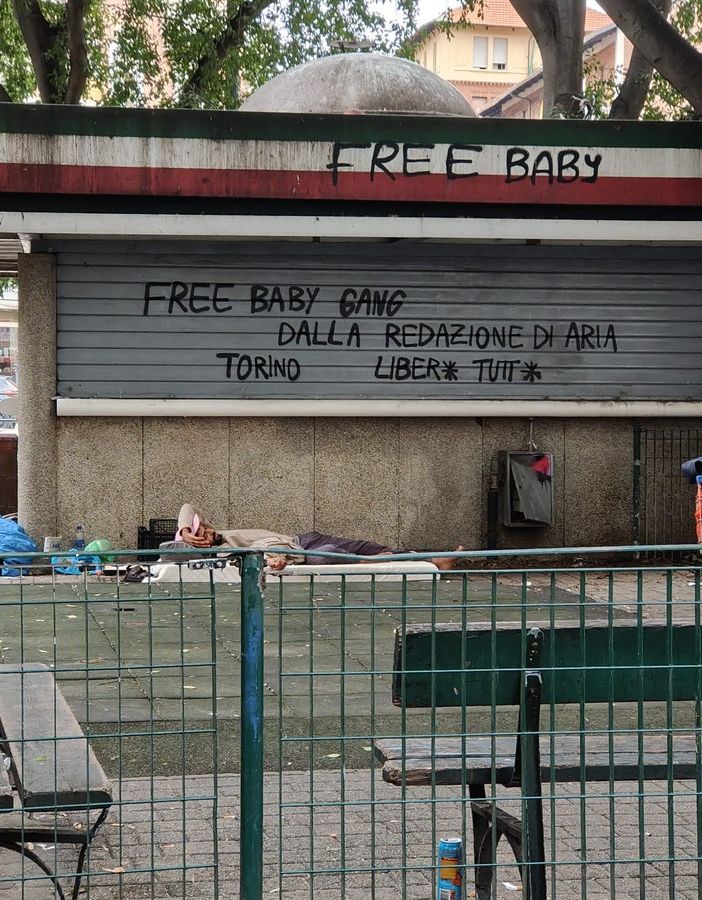 FREE BABY
FREE BABY GANG
DALLA REDAZIONE DI ARIA
TORINO LIBER* TUTT*